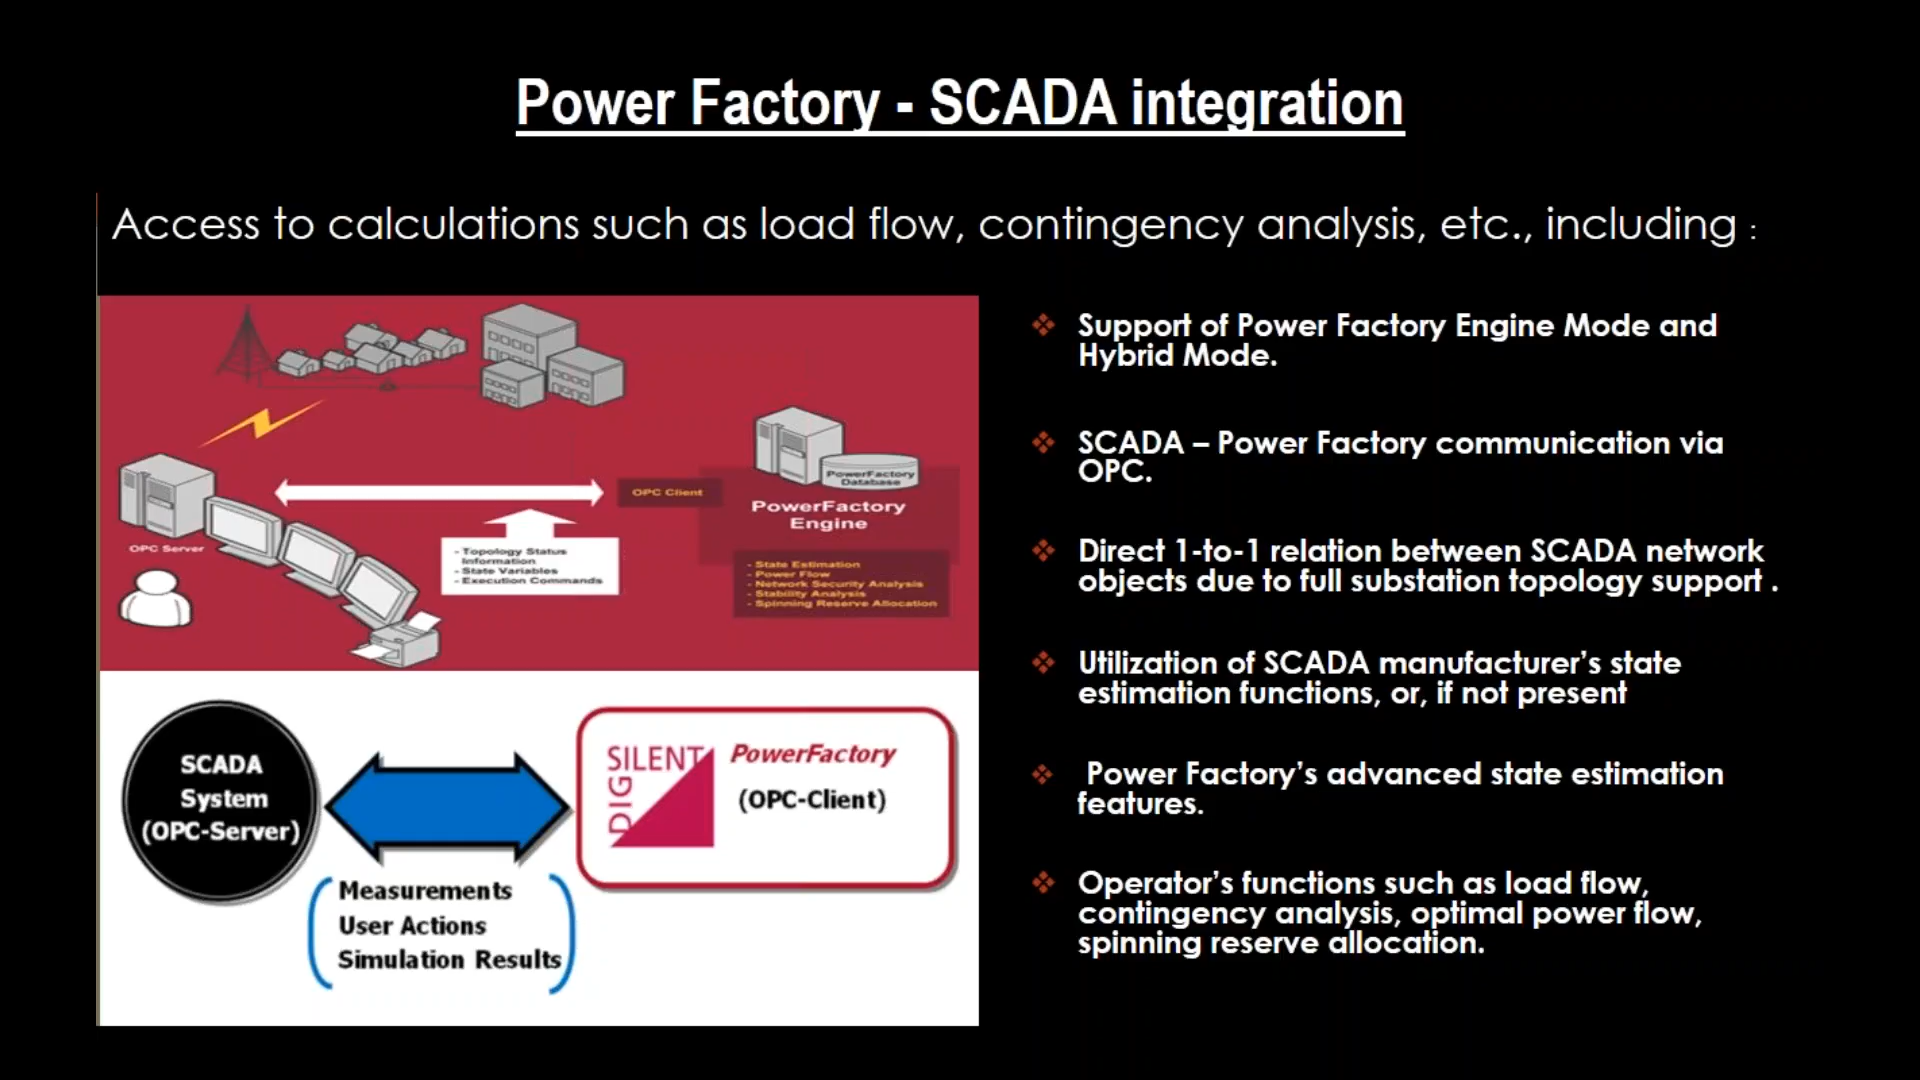 Power Factory - SCADA integration
Access to calculations such as load flow, contingency analysis, etc., including :
OPC Server
- Topology Status
Information
- State Variables
- Execution Commands
OPC Client
PowerFactory
Database
PowerFactory
Engine
- State Estimation
- Power Flow
- Network Security Analysis
- Stability Analysis
- Spinning Reserve Allocation
SCADA
System
(OPC-Server)
Measurements
User Actions
Simulation Results
DIG
SILENT
PowerFactory
(OPC-Client)
❖ Support of Power Factory Engine Mode and
Hybrid Mode.
❖ SCADA – Power Factory communication via
OPC.
❖ Direct 1-to-1 relation between SCADA network
objects due to full substation topology support .
❖ Utilization of SCADA manufacturer’s state
estimation functions, or, if not present
❖ Power Factory’s advanced state estimation
features.
❖ Operator’s functions such as load flow,
contingency analysis, optimal power flow,
spinning reserve allocation.